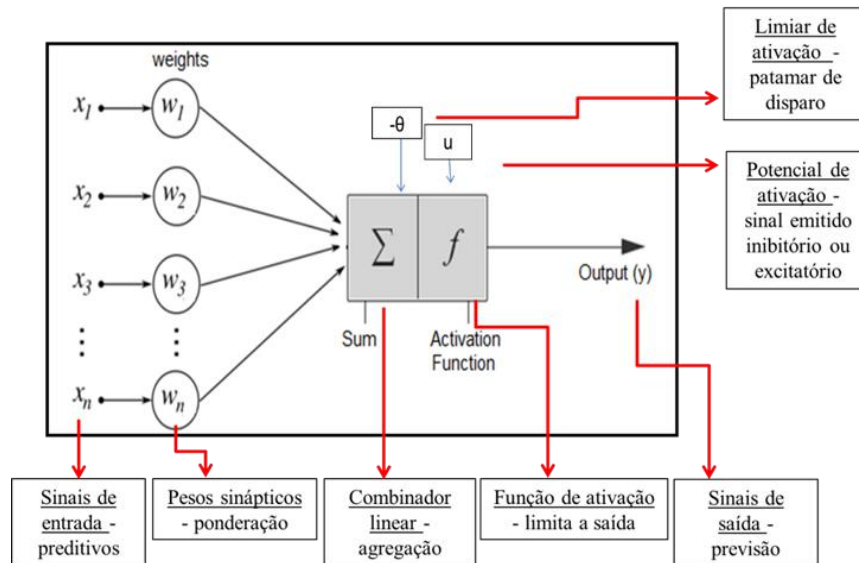 weights
x1
w1
x2
w2
x3
w3
xn
wn
-θ
u
Σ
f
Sum
Activation
Function
Output (y)
Limiar de
ativação -
patamar de
disparo
Potencial de
ativação -
sinal emitido
inibitório ou
excitatório
Sinais de
entrada -
preditivos
Pesos sinápticos
- ponderação
Combinador
linear -
agregação
Função de ativação
- limita a saída
Sinais de
saída -
previsão